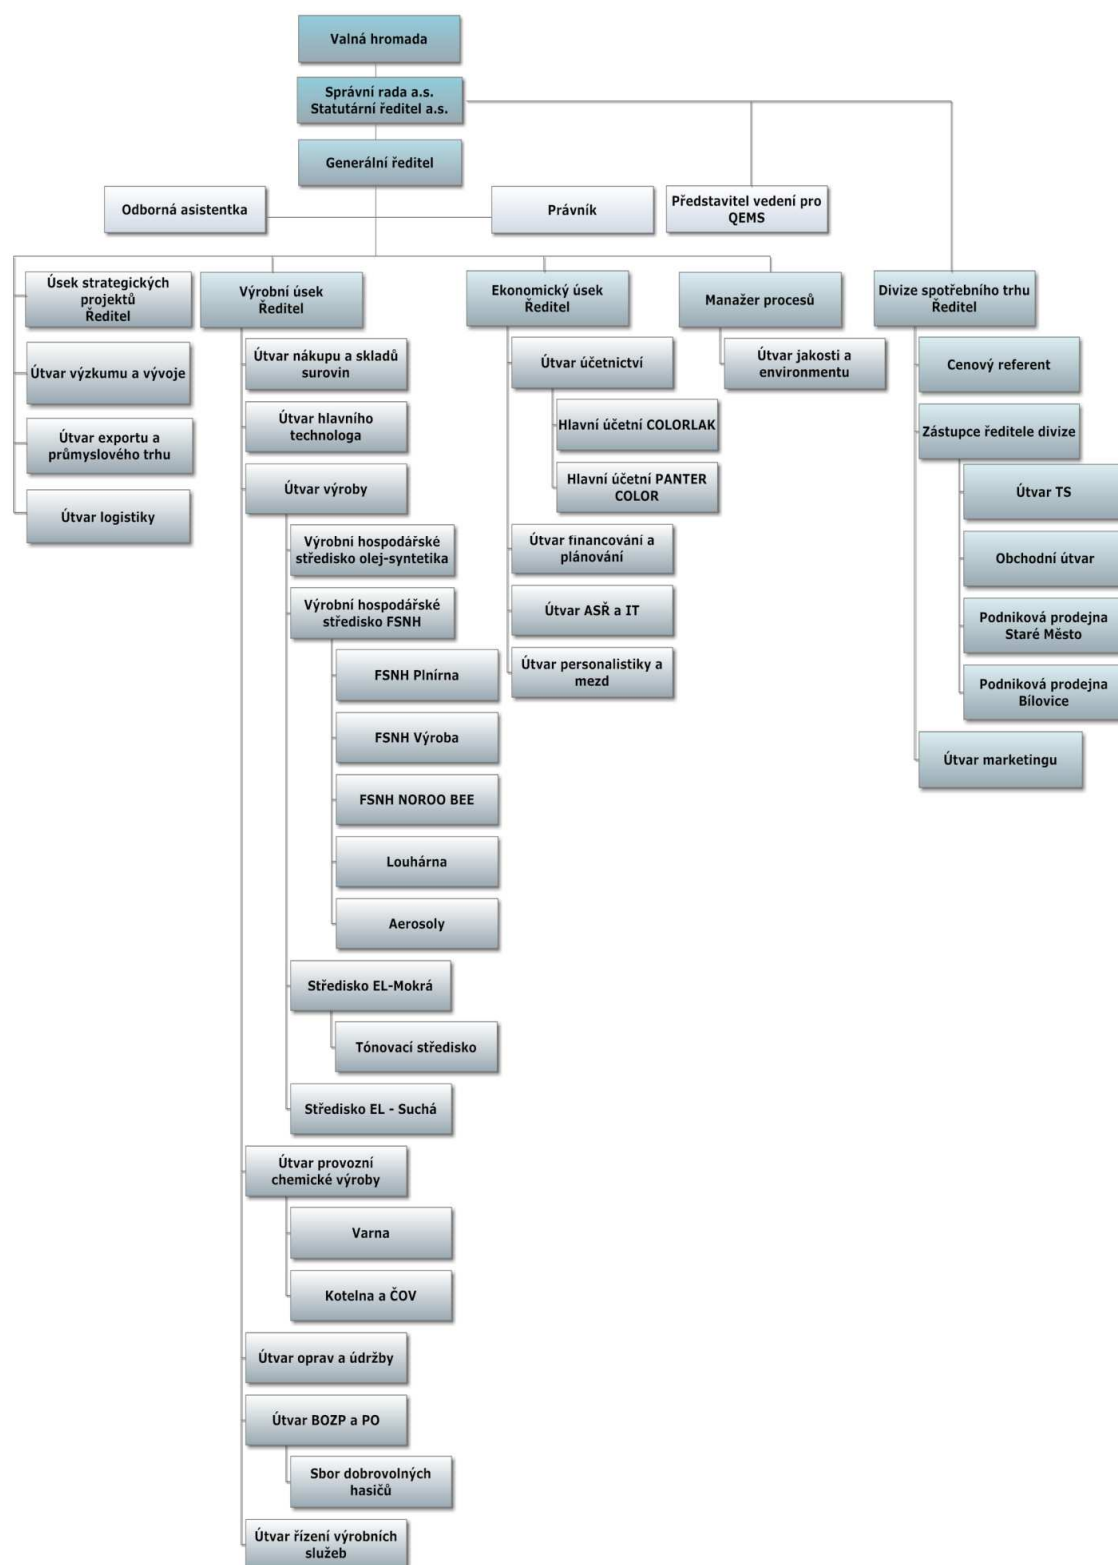 Valná hromada
Správní rada a.s.
Statutární ředitel a.s.
Generální ředitel
Odborná asistentka
Právník
Představitel vedení pro
QEMS
Úsek strategických
projektů
Ředitel
Útvar výzkumu a vývoje
Útvar exportu a
průmyslového trhu
Útvar logistiky
Výrobní úsek
Ředitel
Útvar nákupu a skladů
surovin
Útvar hlavního
technologa
Útvar výroby
Výrobní hospodářské
středisko olej-syntetika
Výrobní hospodářské
středisko FSNH
FSNH Plnírna
FSNH Výroba
FSNH NOROO BEE
Louhárna
Aerosoly
Středisko EL-Mokrá
Tónovací středisko
Středisko EL - Suchá
Útvar provozní
chemické výroby
Varna
Kotelna a ČOV
Útvar oprav a údržby
Útvar BOZP a PO
Sbor dobrovolných
hasičů
Útvar řízení výrobních
služeb
Ekonomický úsek
Ředitel
Útvar účetnictví
Hlavní účetní COLORLAK
Hlavní účetní PANTER
COLOR
Útvar financování a
plánování
Útvar ASŘ a IT
Útvar personalistiky a
mezd
Manažer procesů
Útvar jakosti a
environmentu
Divize spotřebního trhu
Ředitel
Cenový referent
Zástupce ředitele divize
Útvar TS
Obchodní útvar
Podniková prodejna
Staré Město
Podniková prodejna
Bílovice
Útvar marketingu